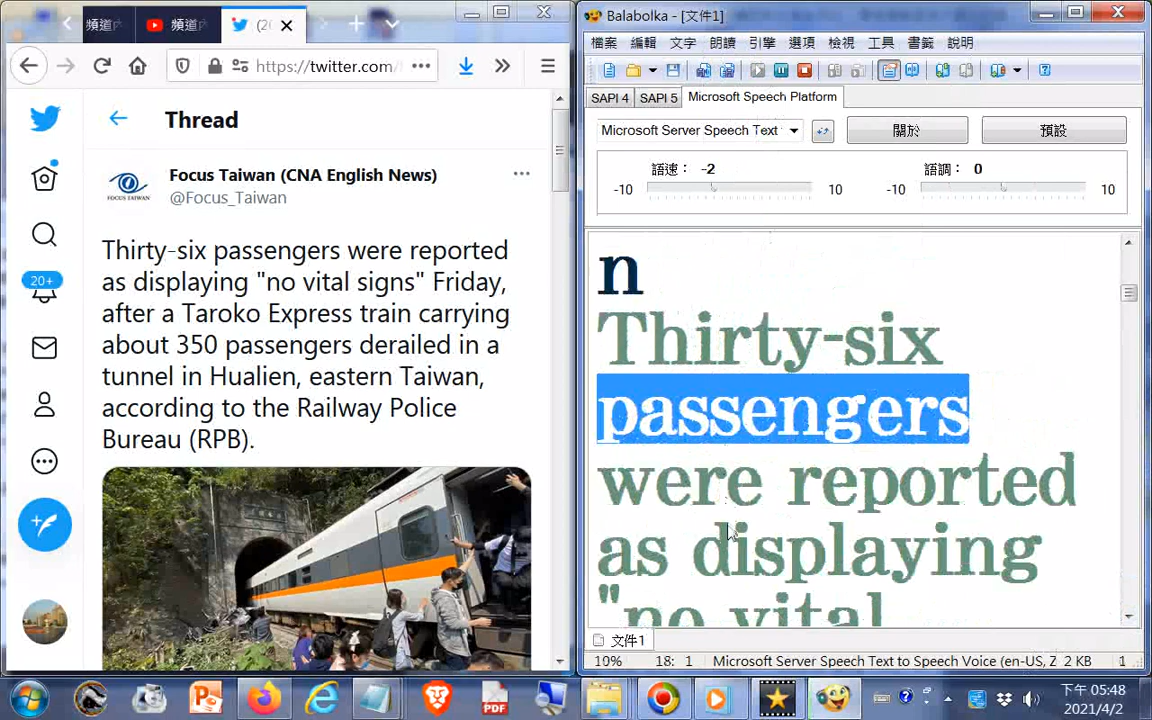 頻道
頻道
(20
https://twitter.com/
Thread
FOCUS TAIWAN
Focus Taiwan (CNA English News)
@Focus_Taiwan
20+
Thirty-six passengers were reported
as displaying "no vital signs" Friday,
after a Taroko Express train carrying
about 350 passengers derailed in a
tunnel in Hualien, eastern Taiwan,
according to the Railway Police
Bureau (RPB).
Balabolka - [文件1]
檔案 編輯 文字 朗讀 引擎 選項 檢視 工具 書籤 說明
SAPI 4 SAPI 5 Microsoft Speech Platform
Microsoft Server Speech Text
關於
預設
語速： -2
語調： 0
-10 10 -10 10
n
Thirty-six
passengers
were reported
as displaying
"no vital
文件1
10% 18: 1 Microsoft Server Speech Text to Speech Voice (en-US, Z 2 KB 1
PDF
下午 05:48
2021/4/2